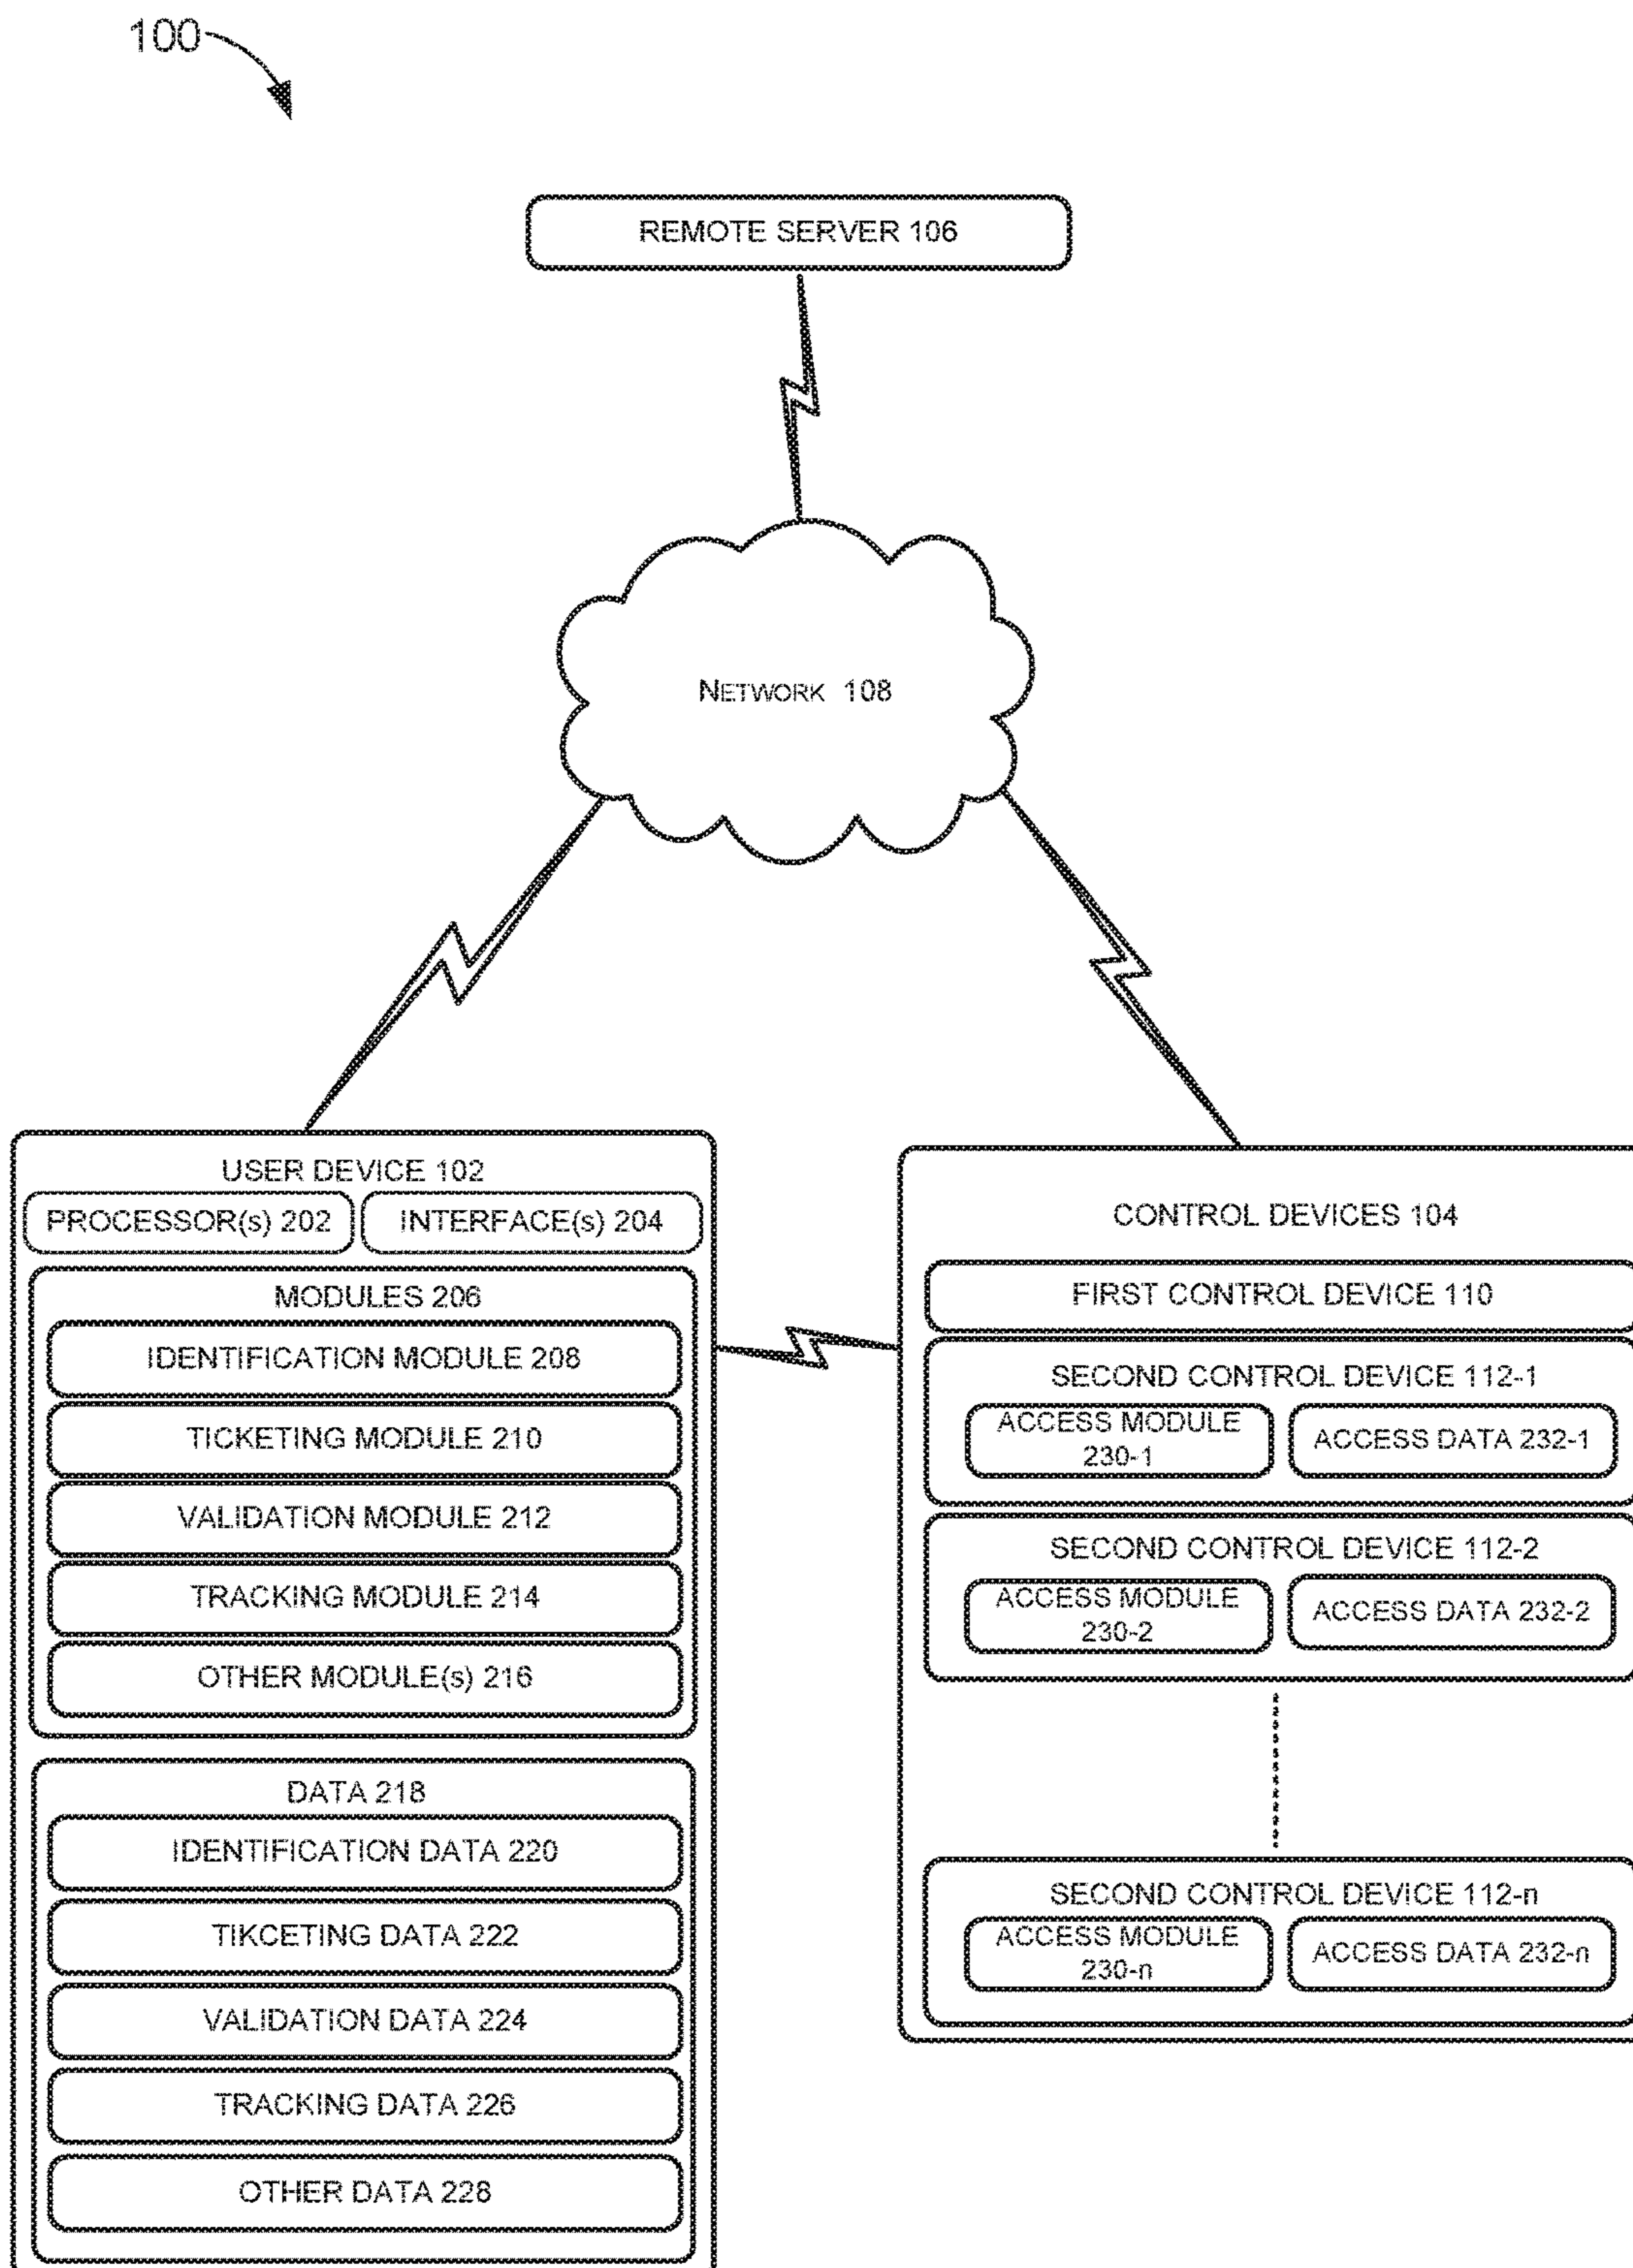 100
REMOTE SERVER 106
NETWORK 108
USER DEVICE 102
PROCESSOR(s) 202
INTERFACE(s) 204
MODULES 206
IDENTIFICATION MODULE 208
TICKETING MODULE 210
VALIDATION MODULE 212
TRACKING MODULE 214
OTHER MODULE(s) 216
DATA 218
IDENTIFICATION DATA 220
TIKCETING DATA 222
VALIDATION DATA 224
TRACKING DATA 226
OTHER DATA 228
CONTROL DEVICES 104
FIRST CONTROL DEVICE 110
SECOND CONTROL DEVICE 112-1
ACCESS MODULE
230-1
ACCESS DATA 232-1
SECOND CONTROL DEVICE 112-2
ACCESS MODULE
230-2
ACCESS DATA 232-2
SECOND CONTROL DEVICE 112-n
ACCESS MODULE
230-n
ACCESS DATA 232-n